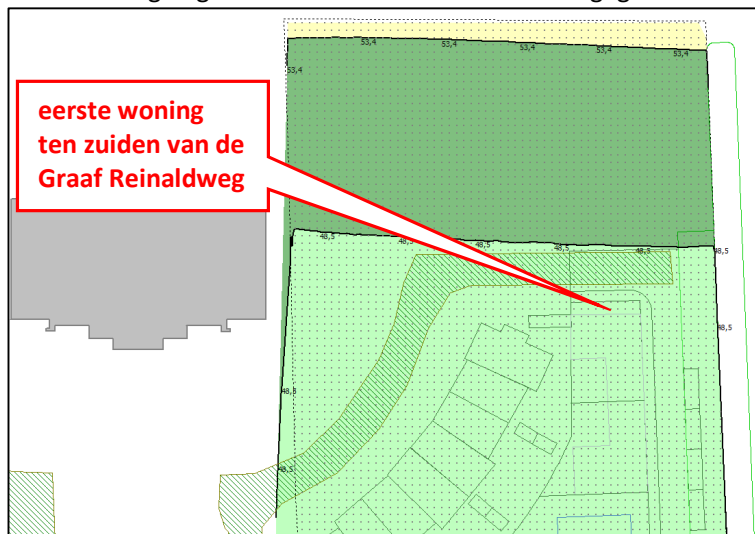 53,4 53,4 53,4 53,4 53,4
53,4
eerste woning
ten zuiden van de
Graaf Reinaldweg
48,5 48,5 48,5 48,5 48,5 48,5
48,5
48,5
48,5